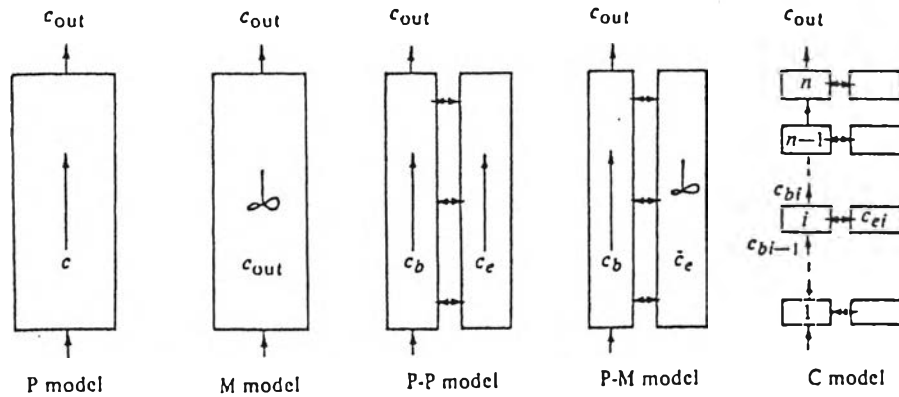 c_out
c_out
c_out
c_out
c_out
n
n−1
c_bi
i
c_ei
c_bi−1
1
c
c_out
c_b
c_e
c_b
c̄_e
P model
M model
P-P model
P-M model
C model